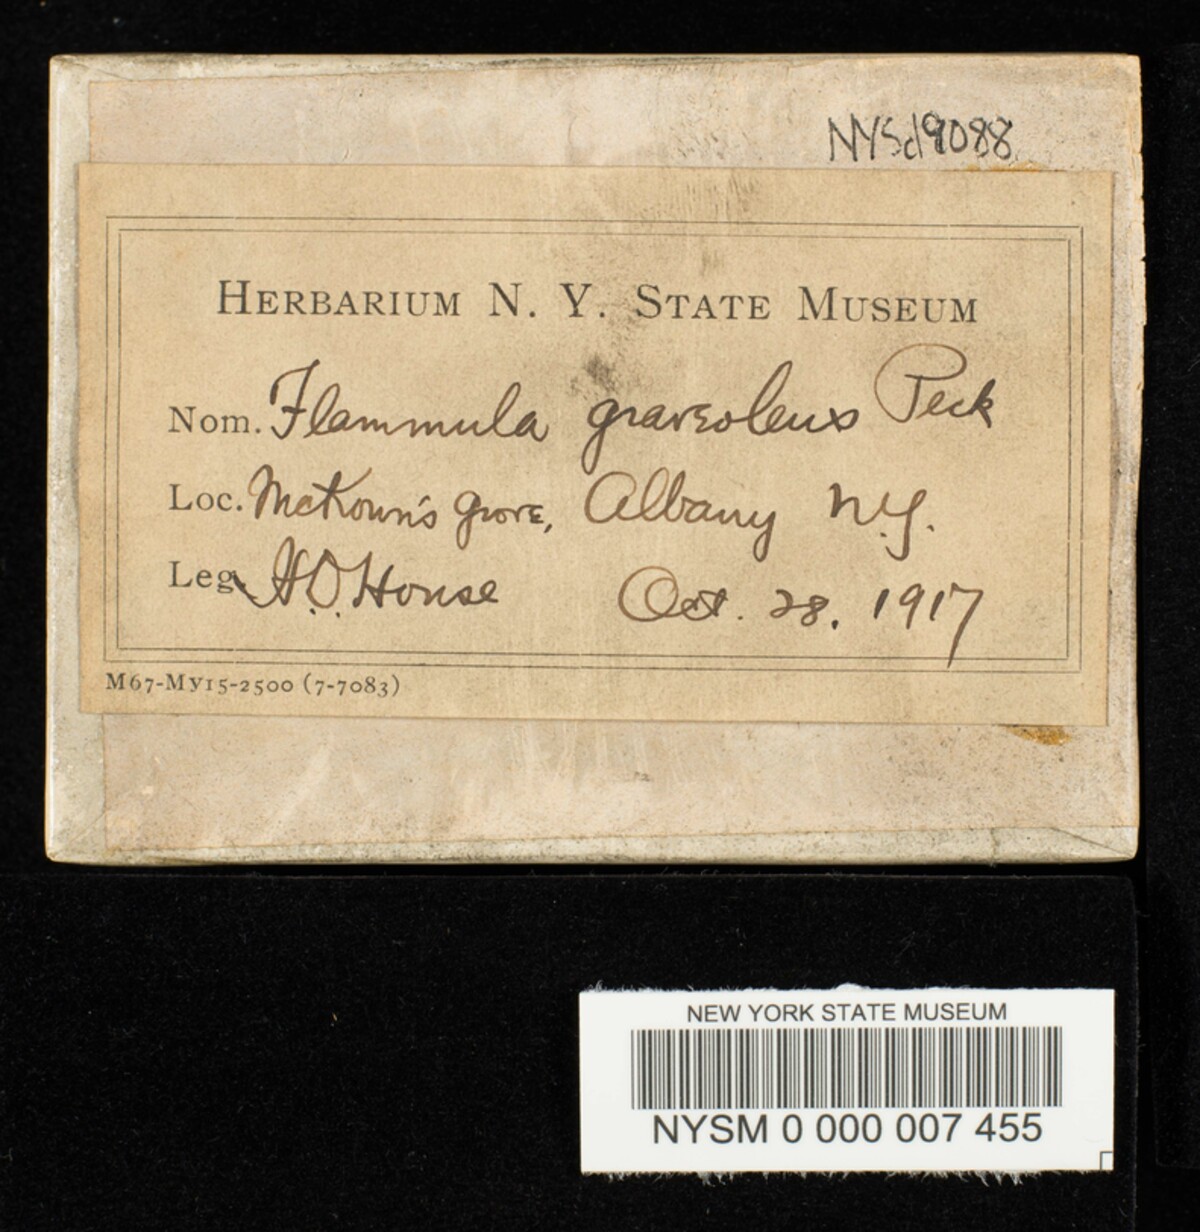 NYSd9088
HERBARIUM N. Y. STATE MUSEUM
Nom. Flammula graveolens Peck
Loc. McKown's Grove, Albany N.Y.
Leg. H.D. House Oct. 28, 1917
M67-My15-2500 (7-7083)
NEW YORK STATE MUSEUM
NYSM 0 000 007 455